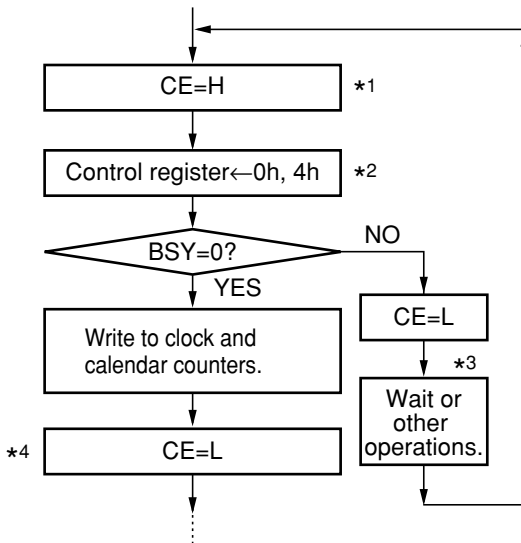 CE=H
*1
Control register←0h, 4h
*2
BSY=0?
NO
YES
Write to clock and
calendar counters.
CE=L
*3
Wait or
other
operations.
*4
CE=L